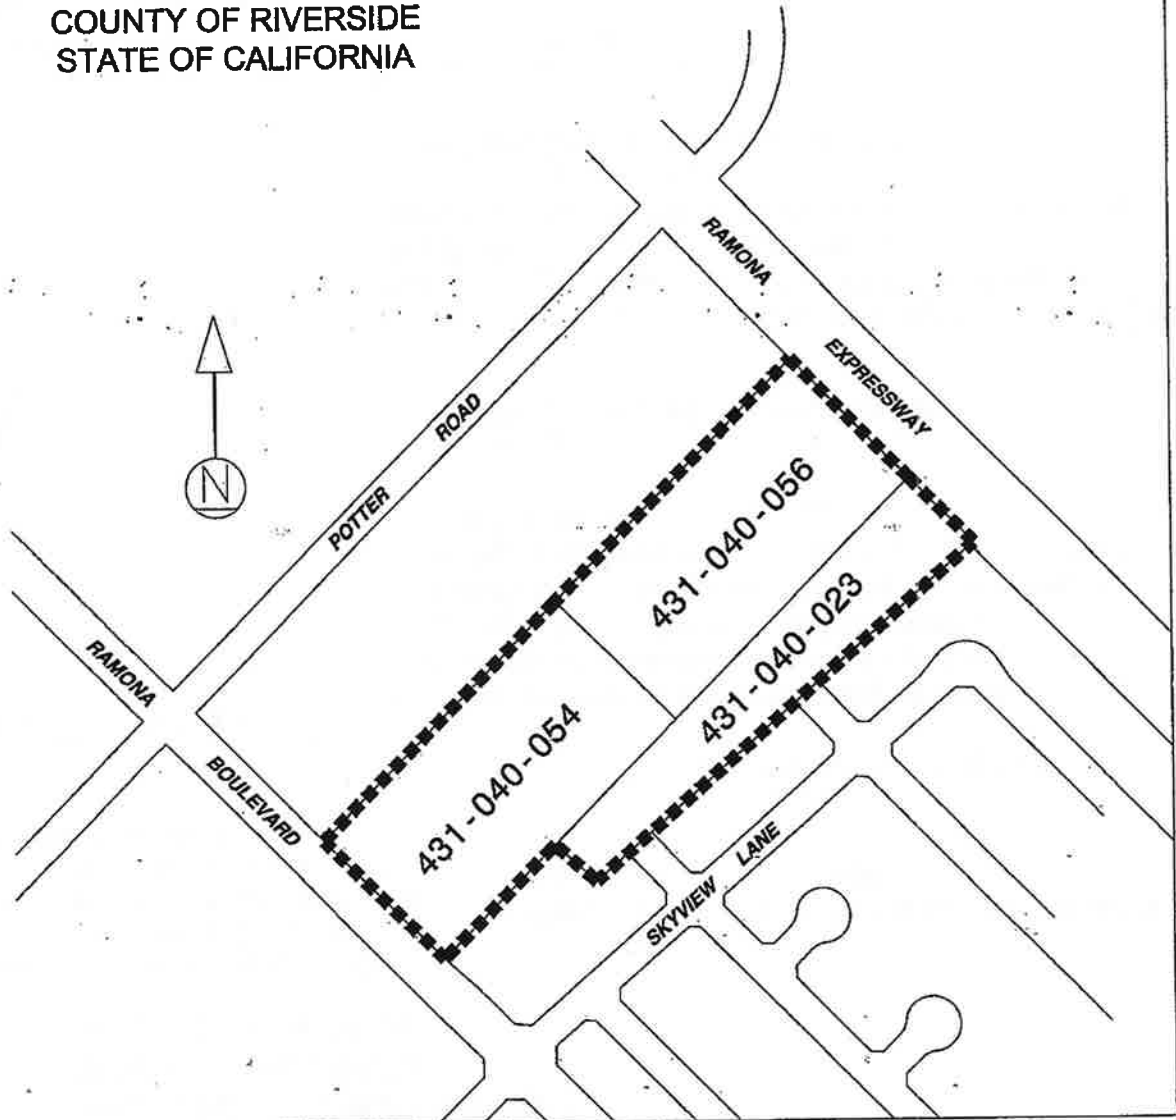 COUNTY OF RIVERSIDE
STATE OF CALIFORNIA
RAMONA
EXPRESSWAY
POTTER ROAD
N
431-040-056
431-040-023
431-040-054
RAMONA
BOULEVARD
SKYVIEW LANE